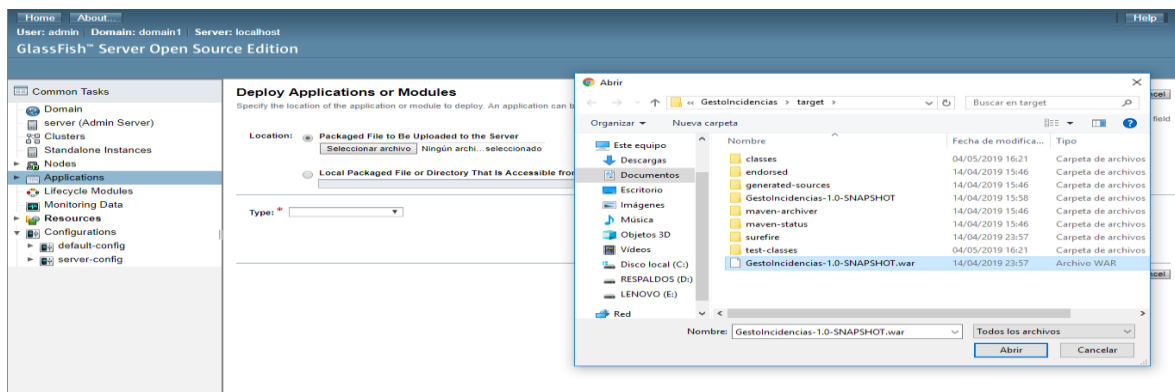 Home About...
Help
User: admin Domain: domain1 Server: localhost
GlassFish™ Server Open Source Edition
Common Tasks
Domain
server (Admin Server)
Clusters
Standalone Instances
Nodes
Applications
Lifecycle Modules
Monitoring Data
Resources
Configurations
default-config
server-config
Deploy Applications or Modules
Specify the location of the application or module to deploy. An application can b
field
Location: Packaged File to Be Uploaded to the Server
Seleccionar archivo Ningún archi...seleccionado
Local Packaged File or Directory That Is Accessible from
Type: *
Abrir
« GestoIncidencias > target >
Buscar en target
Organizar Nueva carpeta
Este equipo
Descargas
Documentos
Escritorio
Imágenes
Música
Objetos 3D
Vídeos
Disco local (C:)
RESPALDOS (D:)
LENOVO (E:)
Red
Nombre Fecha de modifica... Tipo
classes 04/05/2019 16:21 Carpeta de archivos
endorsed 14/04/2019 15:46 Carpeta de archivos
generated-sources 14/04/2019 15:46 Carpeta de archivos
GestoIncidencias-1.0-SNAPSHOT 14/04/2019 15:58 Carpeta de archivos
maven-archiver 14/04/2019 15:46 Carpeta de archivos
maven-status 14/04/2019 15:46 Carpeta de archivos
surefire 14/04/2019 23:57 Carpeta de archivos
test-classes 04/05/2019 16:21 Carpeta de archivos
GestoIncidencias-1.0-SNAPSHOT.war 14/04/2019 23:57 Archivo WAR
Nombre: GestoIncidencias-1.0-SNAPSHOT.war Todos los archivos
Abrir Cancelar